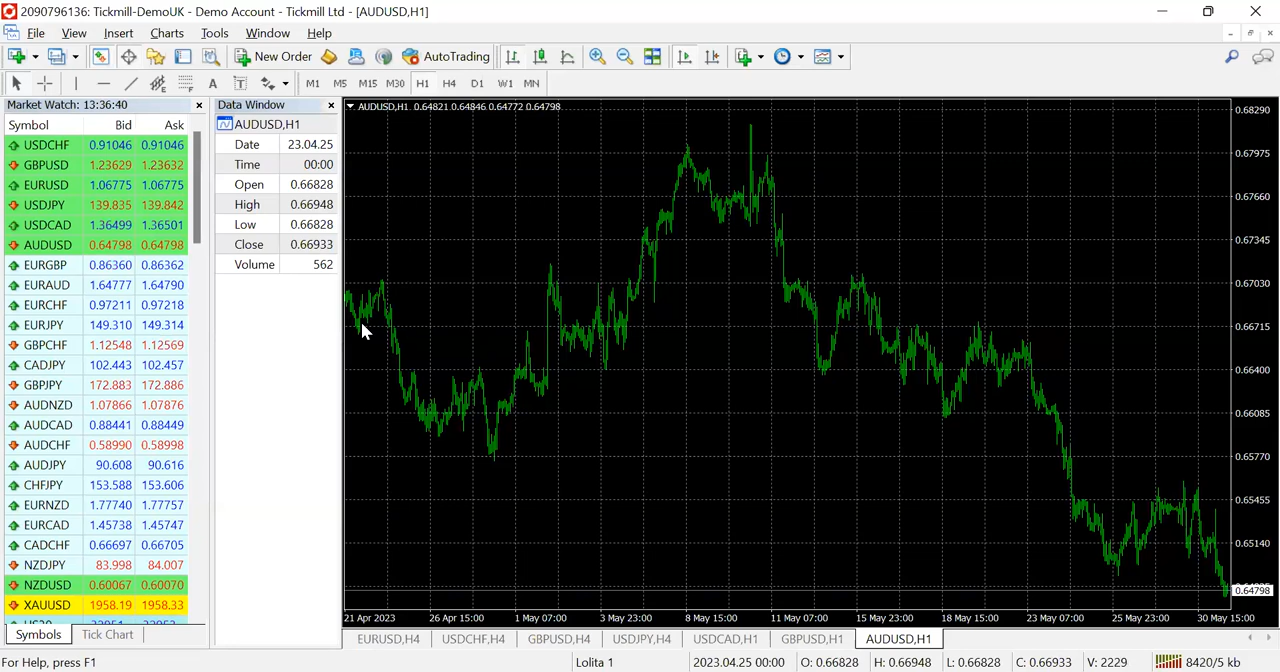 2090796136: Tickmill-DemoUK - Demo Account - Tickmill Ltd - [AUDUSD,H1]
File View Insert Charts Tools Window Help
New Order AutoTrading
A T M1 M5 M15 M30 H1 H4 D1 W1 MN
Market Watch: 13:36:40
Symbol Bid Ask
USDCHF 0.91046 0.91046
GBPUSD 1.23629 1.23632
EURUSD 1.06775 1.06775
USDJPY 139.835 139.842
USDCAD 1.36499 1.36501
AUDUSD 0.64798 0.64798
EURGBP 0.86360 0.86362
EURAUD 1.64777 1.64790
EURCHF 0.97211 0.97218
EURJPY 149.310 149.314
GBPCHF 1.12548 1.12569
CADJPY 102.443 102.457
GBPJPY 172.883 172.886
AUDNZD 1.07866 1.07876
AUDCAD 0.88441 0.88449
AUDCHF 0.58990 0.58998
AUDJPY 90.608 90.616
CHFJPY 153.588 153.606
EURNZD 1.77740 1.77757
EURCAD 1.45738 1.45747
CADCHF 0.66697 0.66705
NZDJPY 83.998 84.007
NZDUSD 0.60067 0.60070
XAUUSD 1958.19 1958.33
Symbols Tick Chart
Data Window
AUDUSD,H1
Date 23.04.25
Time 00:00
Open 0.66828
High 0.66948
Low 0.66828
Close 0.66933
Volume 562
AUDUSD,H1 0.64821 0.64846 0.64772 0.64798
0.68290
0.67975
0.67660
0.67345
0.67030
0.66715
0.66400
0.66085
0.65770
0.65455
0.65140
0.64798
21 Apr 2023 26 Apr 15:00 1 May 07:00 3 May 23:00 8 May 15:00 11 May 07:00 15 May 23:00 18 May 15:00 23 May 07:00 25 May 23:00 30 May 15:00
EURUSD,H4 USDCHF,H4 GBPUSD,H4 USDJPY,H4 USDCAD,H1 GBPUSD,H1 AUDUSD,H1
For Help, press F1 Lolita 1 2023.04.25 00:00 O: 0.66828 H: 0.66948 L: 0.66828 C: 0.66933 V: 2229 8420/5 kb